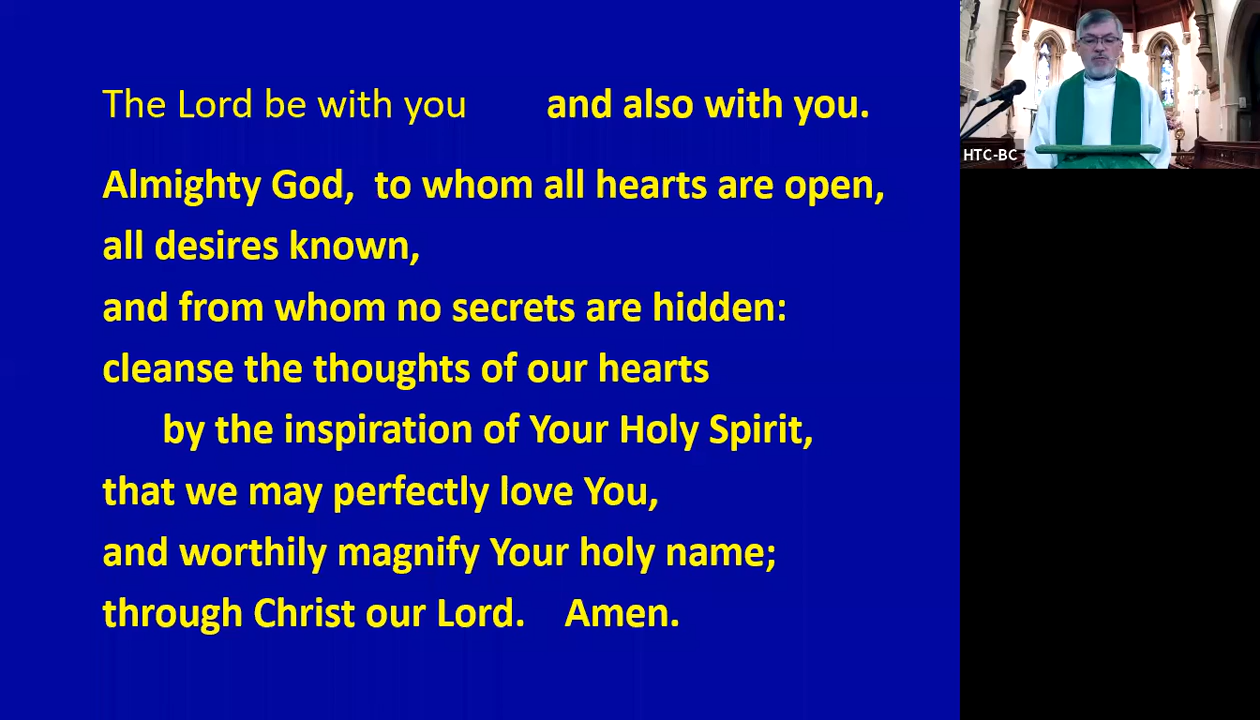 The Lord be with you and also with you.
Almighty God, to whom all hearts are open,
all desires known,
and from whom no secrets are hidden:
cleanse the thoughts of our hearts
by the inspiration of Your Holy Spirit,
that we may perfectly love You,
and worthily magnify Your holy name;
through Christ our Lord. Amen.
HTC-BC